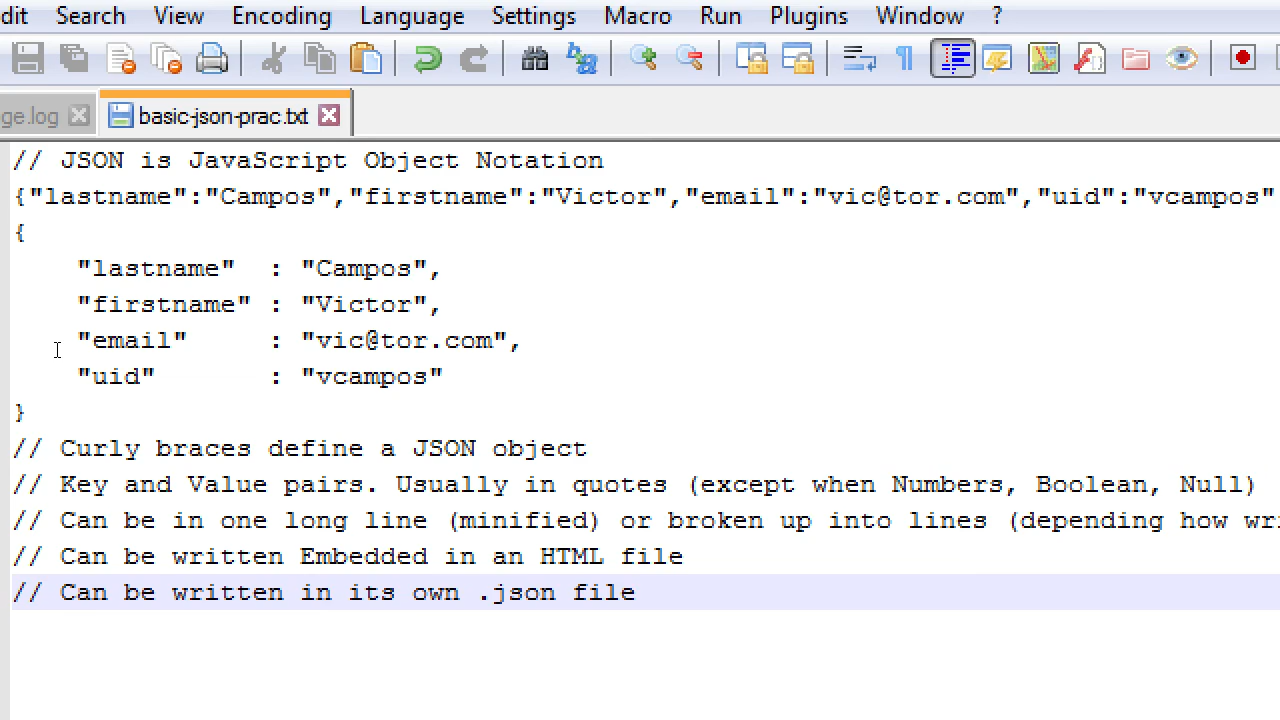 dit Search View Encoding Language Settings Macro Run Plugins Window ?
ge.log basic-json-prac.txt
// JSON is JavaScript Object Notation
{"lastname":"Campos","firstname":"Victor","email":"vic@tor.com","uid":"vcampos"
{
"lastname" : "Campos",
"firstname" : "Victor",
"email" : "vic@tor.com",
"uid" : "vcampos"
}
// Curly braces define a JSON object
// Key and Value pairs. Usually in quotes (except when Numbers, Boolean, Null)
// Can be in one long line (minified) or broken up into lines (depending how wri
// Can be written Embedded in an HTML file
// Can be written in its own .json file